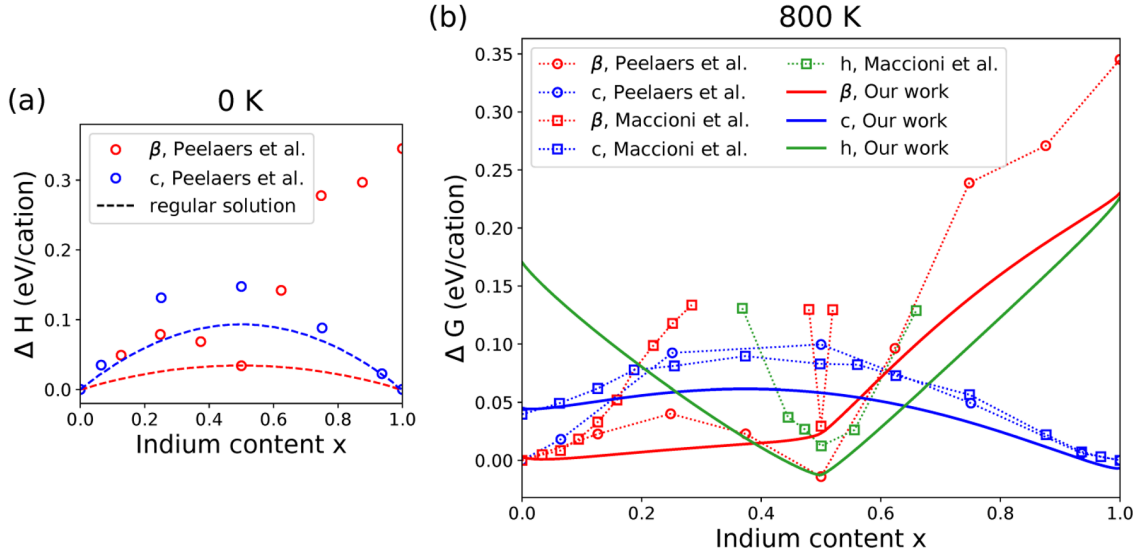 (a)
0 K
Δ H (eV/cation)
0.3
0.2
0.1
0.0
β, Peelaers et al.
c, Peelaers et al.
regular solution
0.0 0.2 0.4 0.6 0.8 1.0
Indium content x
(b)
800 K
Δ G (eV/cation)
0.35
0.30
0.25
0.20
0.15
0.10
0.05
0.00
β, Peelaers et al.
c, Peelaers et al.
β, Maccioni et al.
c, Maccioni et al.
h, Maccioni et al.
β, Our work
c, Our work
h, Our work
0.0 0.2 0.4 0.6 0.8 1.0
Indium content x